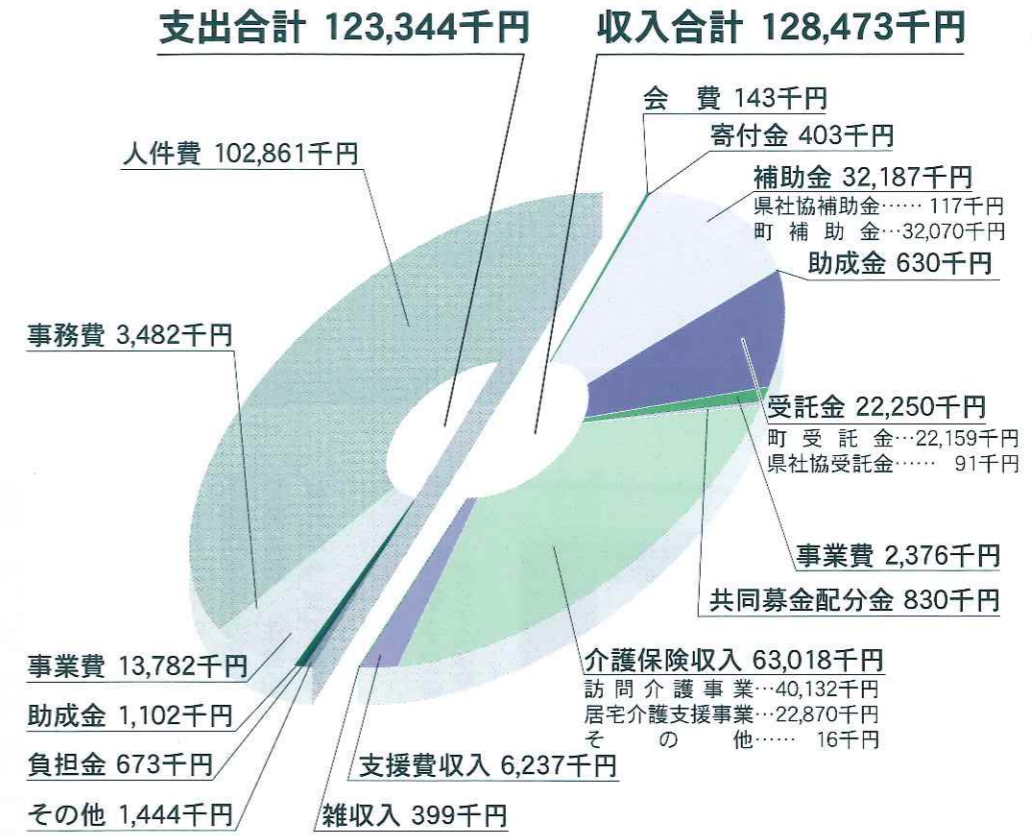 支出合計 123,344千円
収入合計 128,473千円
人件費 102,861千円
事務費 3,482千円
事業費 13,782千円
助成金 1,102千円
負担金 673千円
その他 1,444千円
会　費 143千円
寄付金 403千円
補助金 32,187千円
県社協補助金…… 117千円
町 補 助 金…32,070千円
助成金 630千円
受託金 22,250千円
町 受 託 金…22,159千円
県社協受託金…… 91千円
事業費 2,376千円
共同募金配分金 830千円
介護保険収入 63,018千円
訪 問 介 護 事 業…40,132千円
居宅介護支援事業…22,870千円
そ の 他…… 16千円
支援費収入 6,237千円
雑収入 399千円